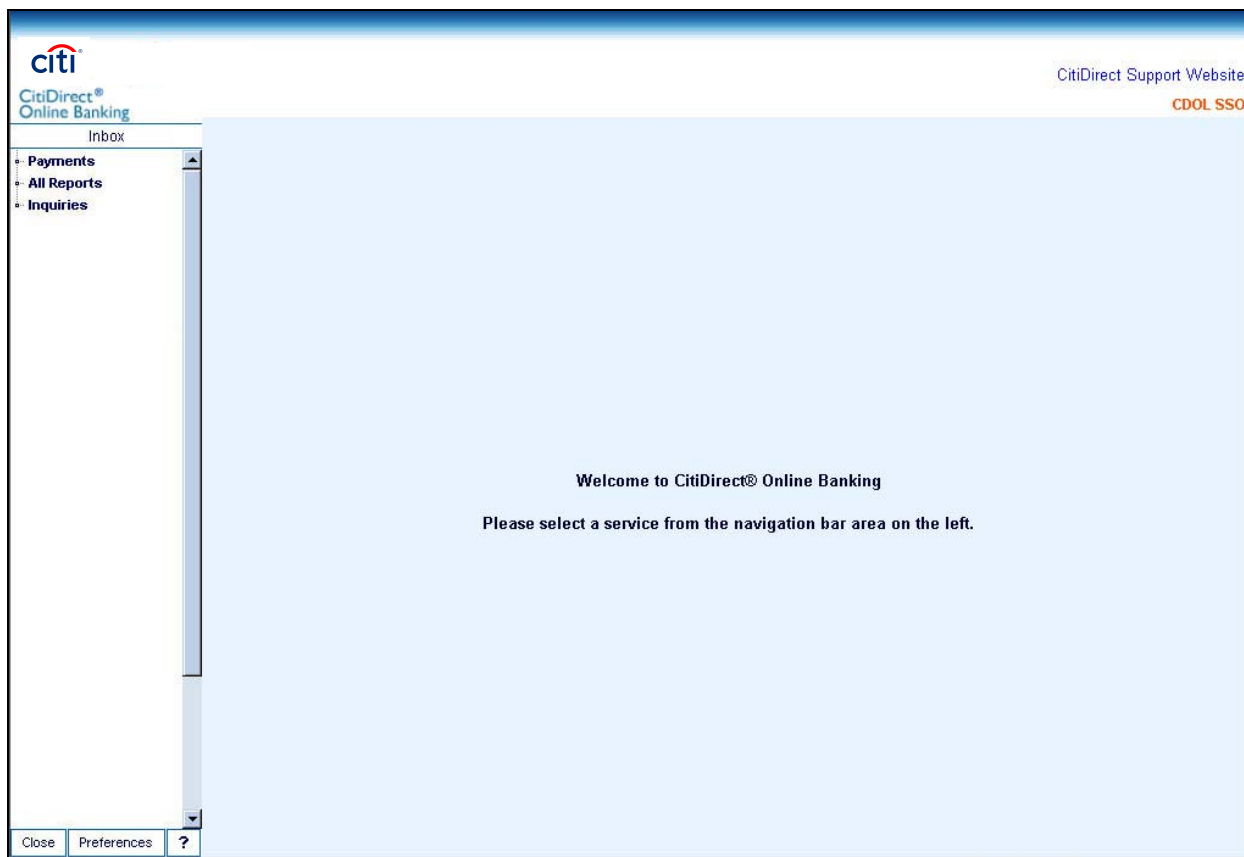 citi®
CitiDirect Support Website
CitiDirect®
Online Banking
CDOL SSO
Inbox
Payments
All Reports
Inquiries
Welcome to CitiDirect® Online Banking
Please select a service from the navigation bar area on the left.
Close Preferences ?